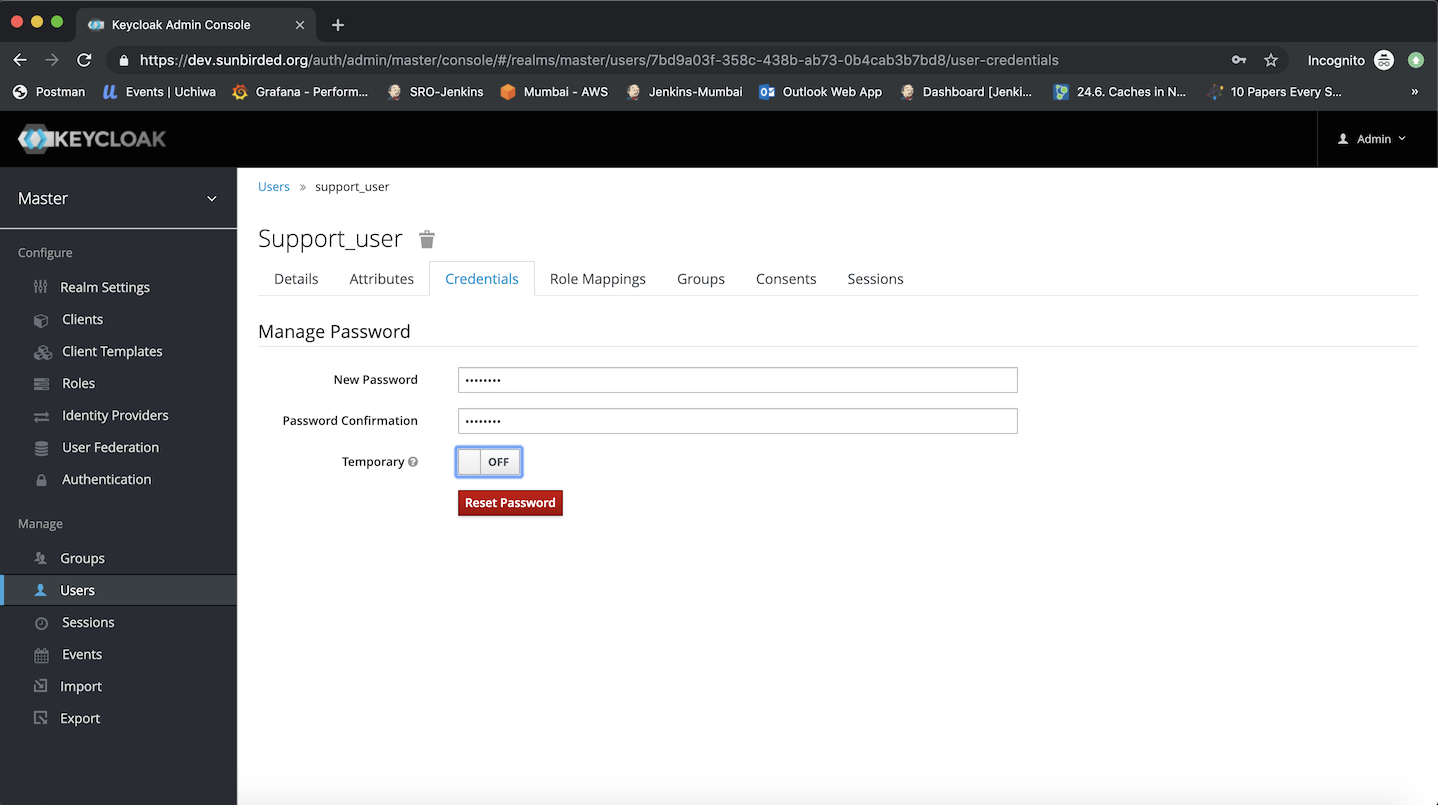 Keycloak Admin Console
https://dev.sunbirded.org/auth/admin/master/console/#/realms/master/users/7bd9a03f-358c-438b-ab73-0b4cab3b7bd8/user-credentials
Incognito
Postman
Events | Uchiwa
Grafana - Perform...
SRO-Jenkins
Mumbai - AWS
Jenkins-Mumbai
Outlook Web App
Dashboard [Jenki...
24.6. Caches in N...
10 Papers Every S...
»
KEYCLOAK
Admin
Master
Configure
Realm Settings
Clients
Client Templates
Roles
Identity Providers
User Federation
Authentication
Manage
Groups
Users
Sessions
Events
Import
Export
Users » support_user
Support_user
Details
Attributes
Credentials
Role Mappings
Groups
Consents
Sessions
Manage Password
New Password
••••••••
Password Confirmation
••••••••
Temporary
OFF
Reset Password